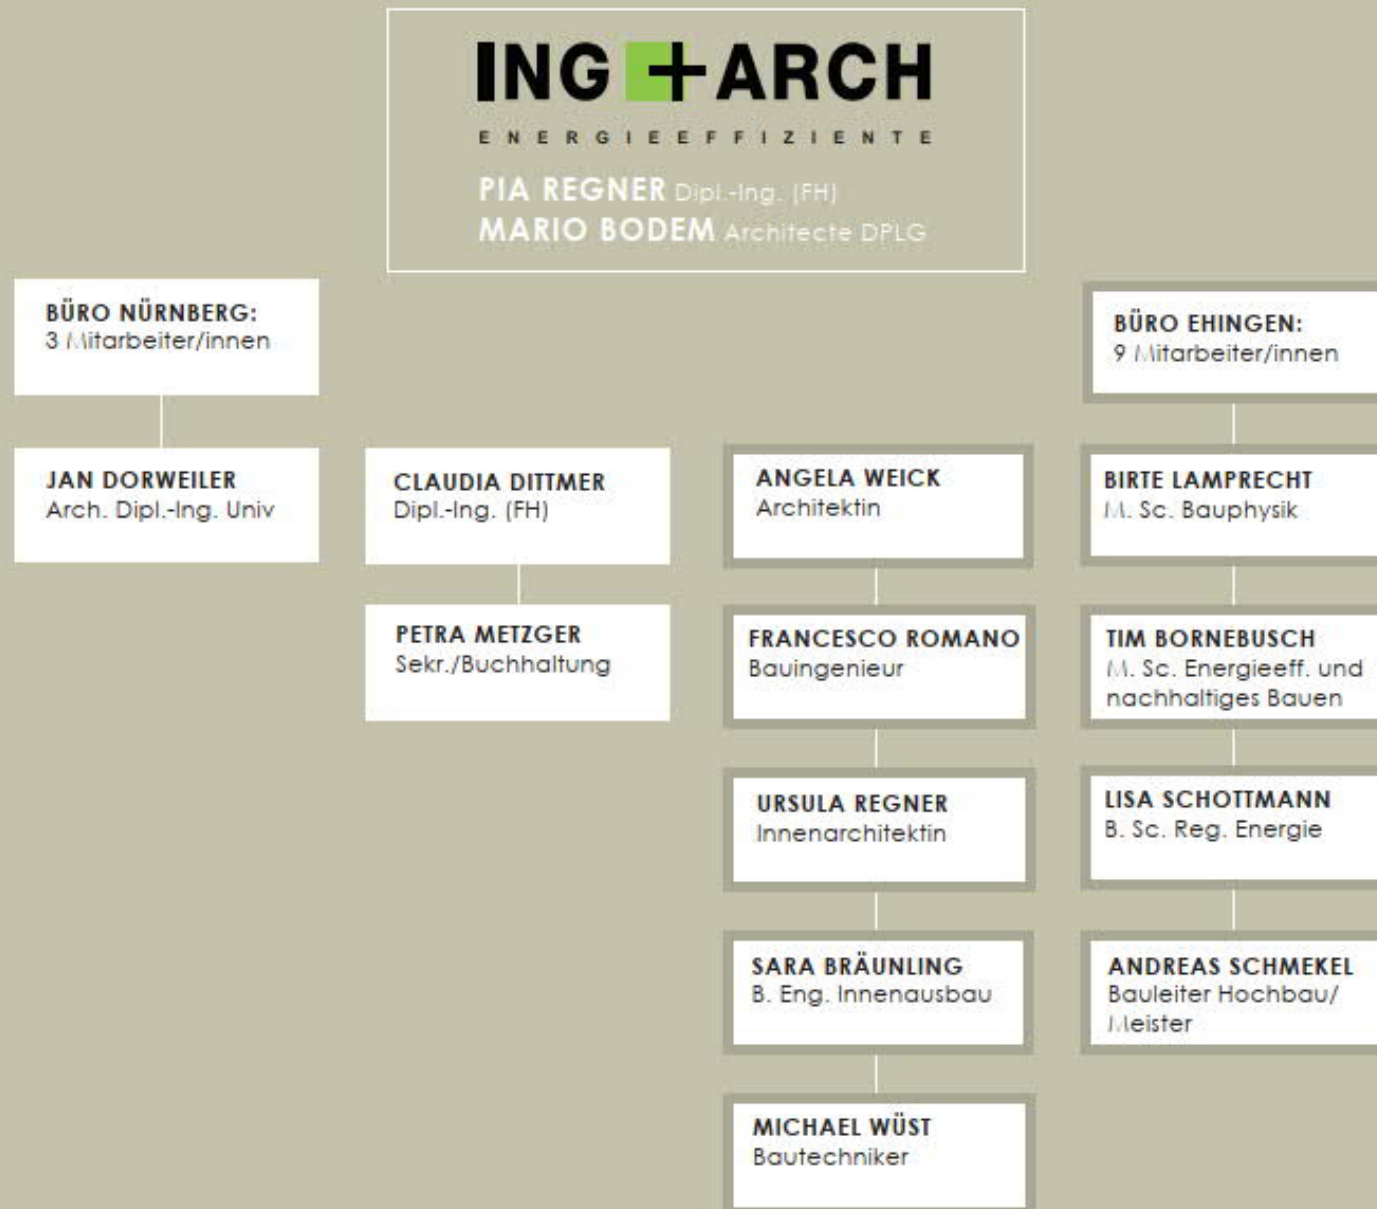 ING + ARCH
ENERGIEEFFIZIENTE
PIA REGNER Dipl.-Ing. (FH)
MARIO BODEM Architecte DPLG
BÜRO NÜRNBERG:
3 Mitarbeiter/innen
JAN DORWEILER
Arch. Dipl.-Ing. Univ
CLAUDIA DITTMER
Dipl.-Ing. (FH)
PETRA METZGER
Sekr./Buchhaltung
ANGELA WEICK
Architektin
FRANCESCO ROMANO
Bauingenieur
URSULA REGNER
Innenarchitektin
SARA BRÄUNLING
B. Eng. Innenausbau
MICHAEL WÜST
Bautechniker
BÜRO EHINGEN:
9 Mitarbeiter/innen
BIRTE LAMPRECHT
M. Sc. Bauphysik
TIM BORNEBUSCH
M. Sc. Energieeff. und
nachhaltiges Bauen
LISA SCHOTTMANN
B. Sc. Reg. Energie
ANDREAS SCHMEKEL
Bauleiter Hochbau/
Meister